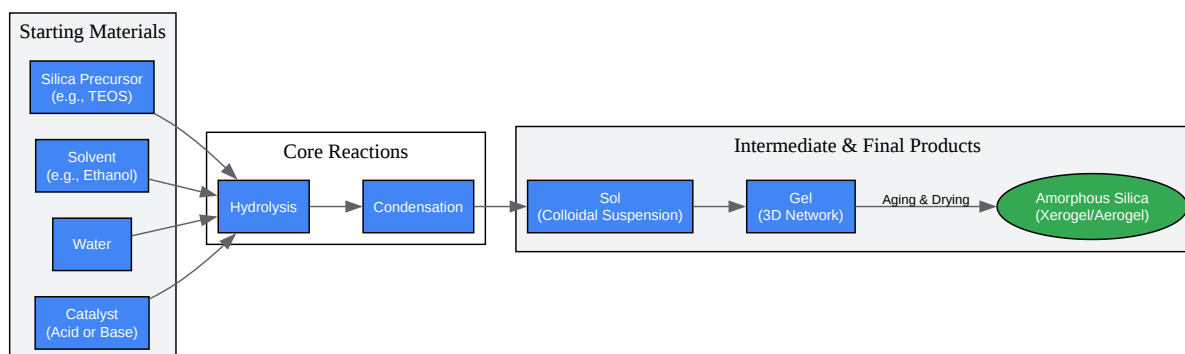 Starting Materials
Silica Precursor
(e.g., TEOS)
Solvent
(e.g., Ethanol)
Water
Catalyst
(Acid or Base)
Core Reactions
Hydrolysis
Condensation
Intermediate & Final Products
Sol
(Colloidal Suspension)
Gel
(3D Network)
Aging & Drying
Amorphous Silica
(Xerogel/Aerogel)